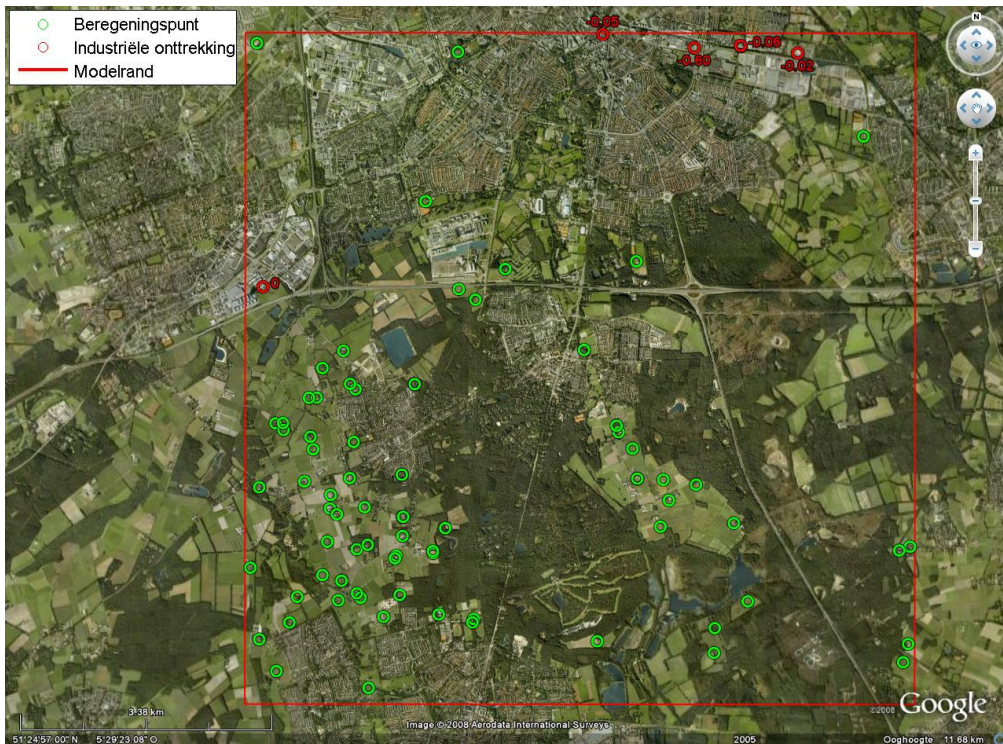 Beregeningspunt
Industriële onttrekking
Modelrand
N
-0.05
-0.60
-0.06
-0.02
0
3.38 km
©2008 Google
Image © 2008 Aerodata International Surveys
51°24'57.00" N 5°29'23.08" O
2005
Ooghoogte 11.68 km